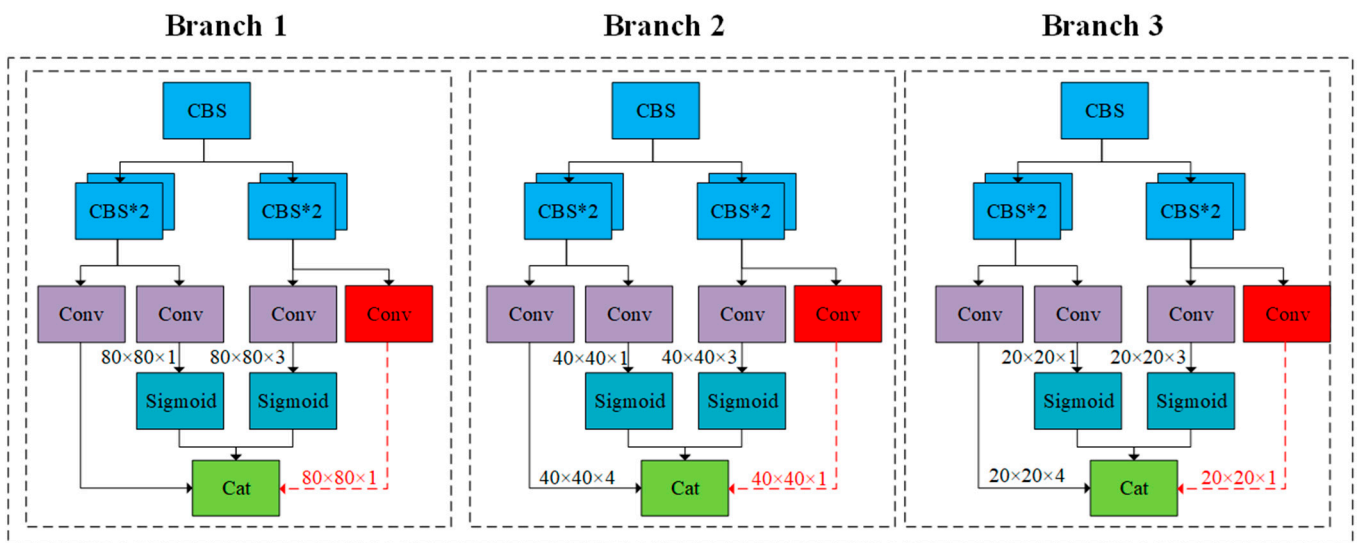 Branch 1 Branch 2 Branch 3
CBS CBS CBS
CBS*2 CBS*2 CBS*2 CBS*2 CBS*2 CBS*2
Conv Conv Conv Conv Conv Conv Conv Conv Conv Conv Conv Conv
80×80×1 80×80×3 40×40×1 40×40×3 20×20×1 20×20×3
Sigmoid Sigmoid Sigmoid Sigmoid Sigmoid Sigmoid
Cat 80×80×1 40×40×4 Cat 40×40×1 20×20×4 Cat 20×20×1